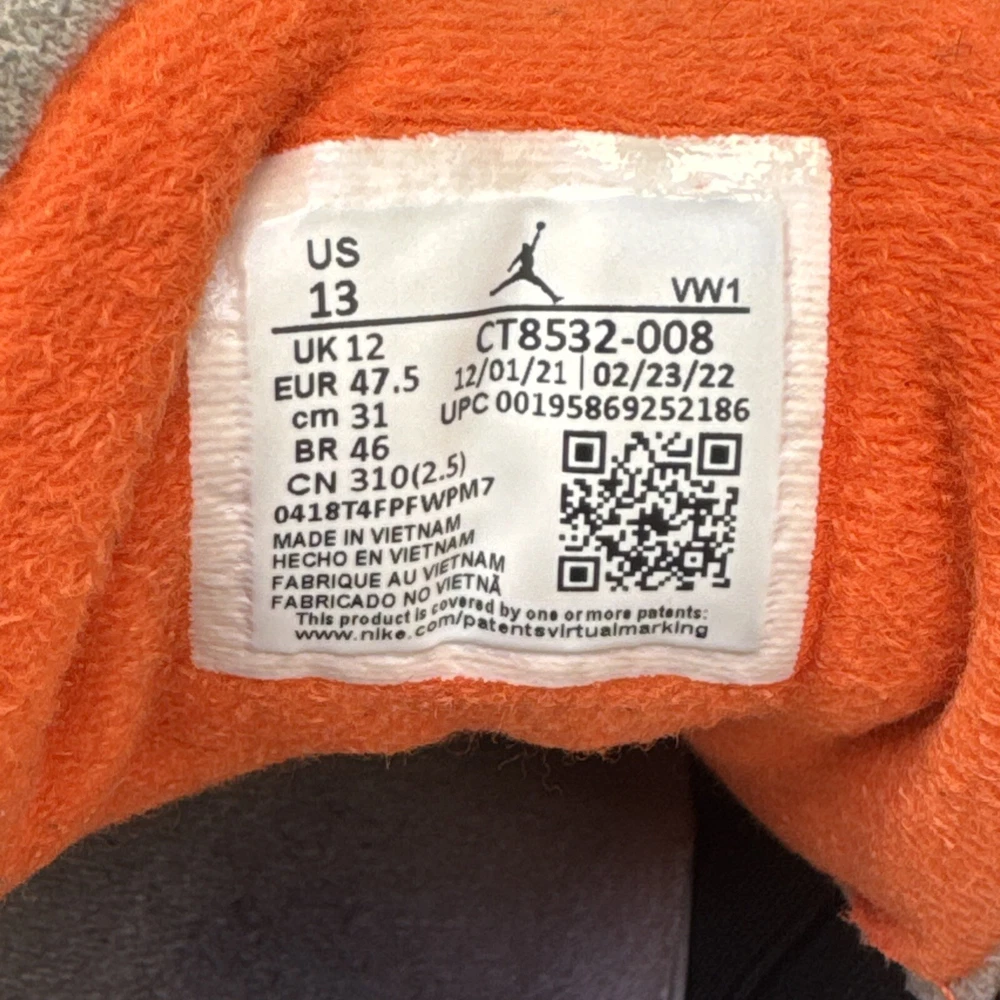 US
13
VW1
UK 12
CT8532-008
EUR 47.5
12/01/21 | 02/23/22
cm 31
UPC 00195869252186
BR 46
CN 310(2.5)
0418T4FPFWPM7
MADE IN VIETNAM
HECHO EN VIETNAM
FABRIQUE AU VIETNAM
FABRICADO NO VIETNÃ
This product is covered by one or more patents:
www.nike.com/patentsvirtualmarking